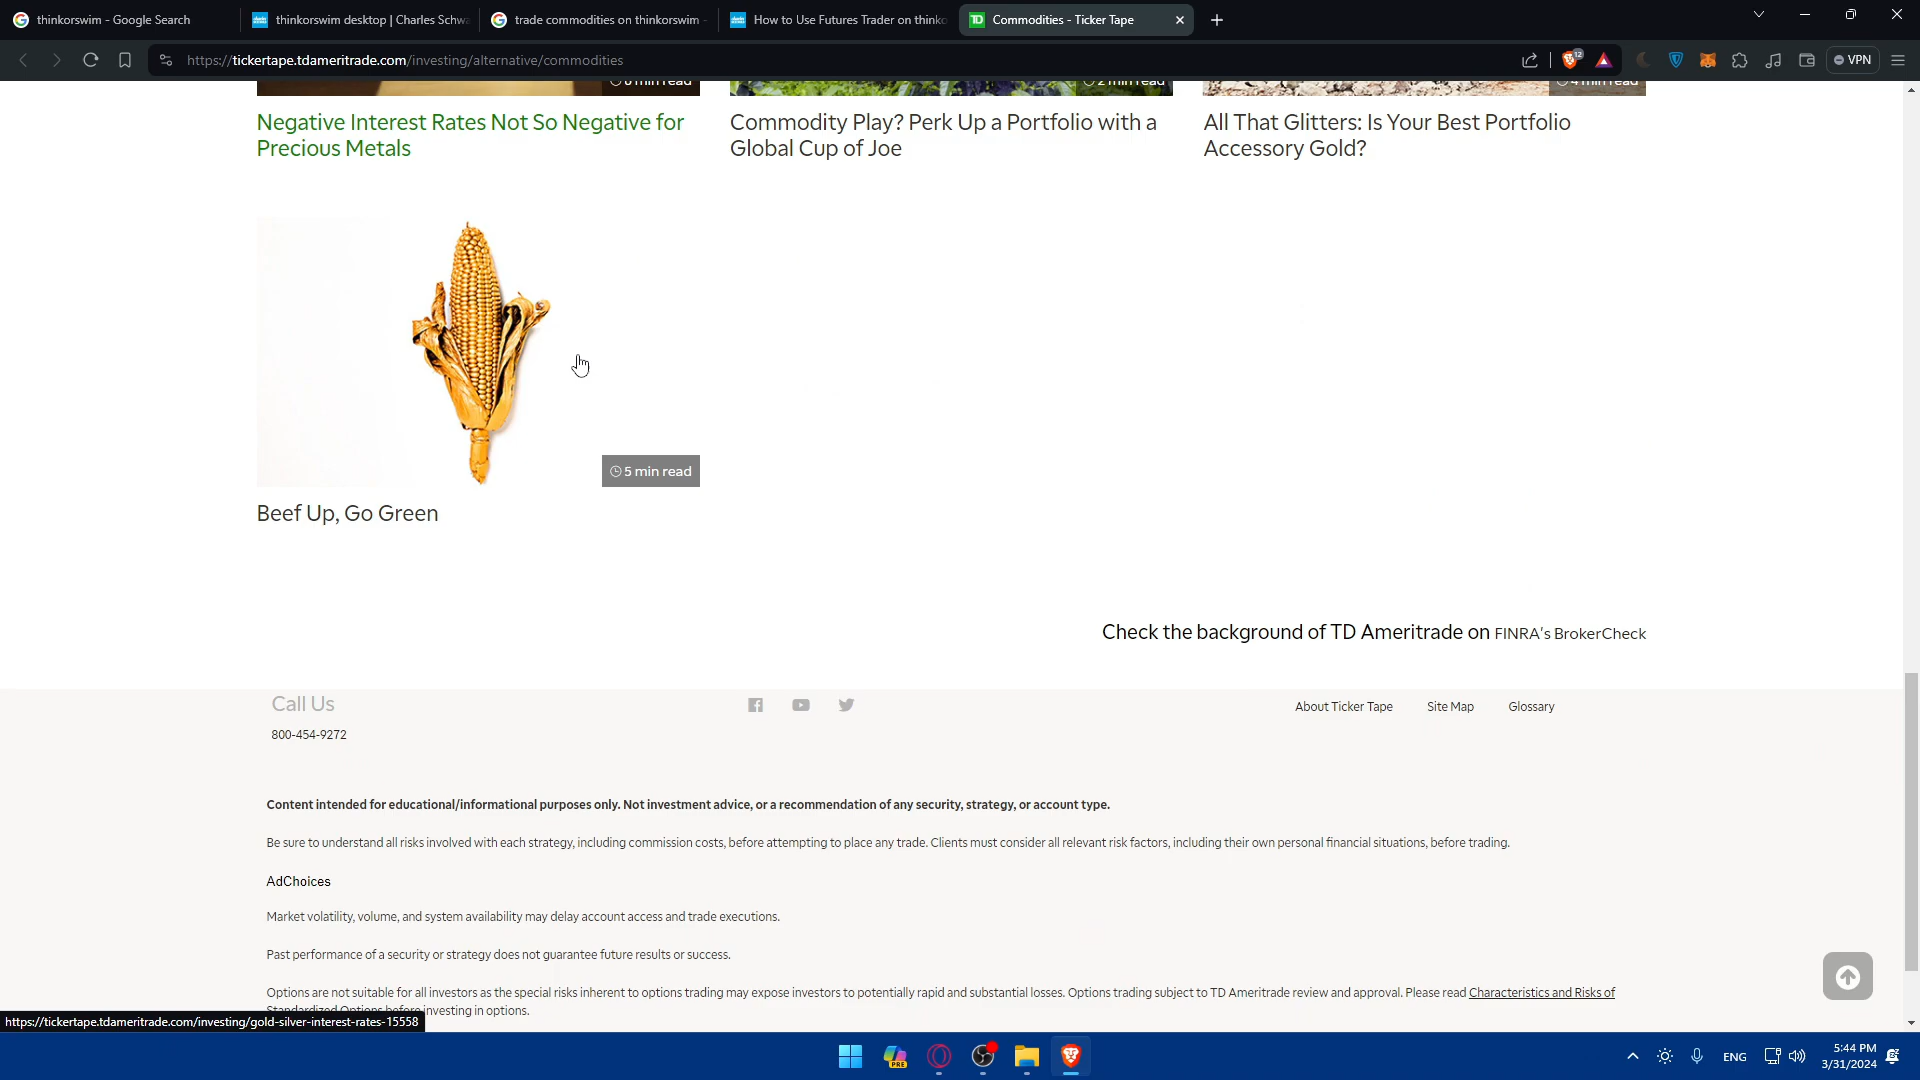 thinkorswim - Google Search
thinkorswim desktop | Charles Schwa
trade commodities on thinkorswim -
How to Use Futures Trader on thinko
Commodities - Ticker Tape
https://tickertape.tdameritrade.com/investing/alternative/commodities
12
VPN
2 min read
4 min read
Negative Interest Rates Not So Negative for
Precious Metals
Commodity Play? Perk Up a Portfolio with a
Global Cup of Joe
All That Glitters: Is Your Best Portfolio
Accessory Gold?
5 min read
Beef Up, Go Green
Check the background of TD Ameritrade on FINRA's BrokerCheck
Call Us
800-454-9272
About Ticker Tape
Site Map
Glossary
Content intended for educational/informational purposes only. Not investment advice, or a recommendation of any security, strategy, or account type.
Be sure to understand all risks involved with each strategy, including commission costs, before attempting to place any trade. Clients must consider all relevant risk factors, including their own personal financial situations, before trading.
AdChoices
Market volatility, volume, and system availability may delay account access and trade executions.
Past performance of a security or strategy does not guarantee future results or success.
Options are not suitable for all investors as the special risks inherent to options trading may expose investors to potentially rapid and substantial losses. Options trading subject to TD Ameritrade review and approval. Please read Characteristics and Risks of
Standardized Options before investing in options.
https://tickertape.tdameritrade.com/investing/gold-silver-interest-rates-15558
PRE
ENG
5:44 PM
3/31/2024